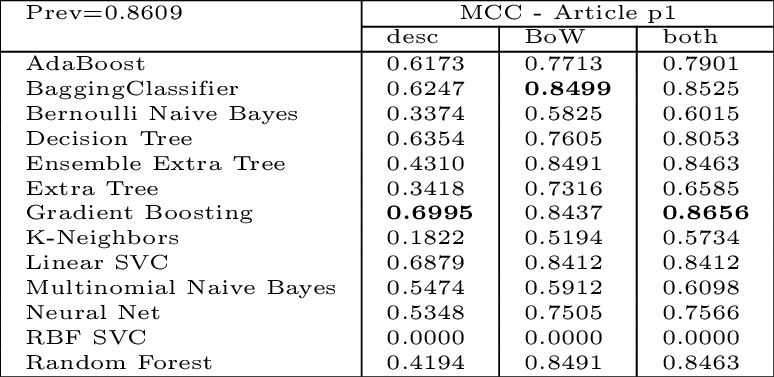 Prev=0.8609 MCC - Article p1
desc BoW both
AdaBoost 0.6173 0.7713 0.7901
BaggingClassifier 0.6247 0.8499 0.8525
Bernoulli Naive Bayes 0.3374 0.5825 0.6015
Decision Tree 0.6354 0.7605 0.8053
Ensemble Extra Tree 0.4310 0.8491 0.8463
Extra Tree 0.3418 0.7316 0.6585
Gradient Boosting 0.6995 0.8437 0.8656
K-Neighbors 0.1822 0.5194 0.5734
Linear SVC 0.6879 0.8412 0.8412
Multinomial Naive Bayes 0.5474 0.5912 0.6098
Neural Net 0.5348 0.7505 0.7566
RBF SVC 0.0000 0.0000 0.0000
Random Forest 0.4194 0.8491 0.8463